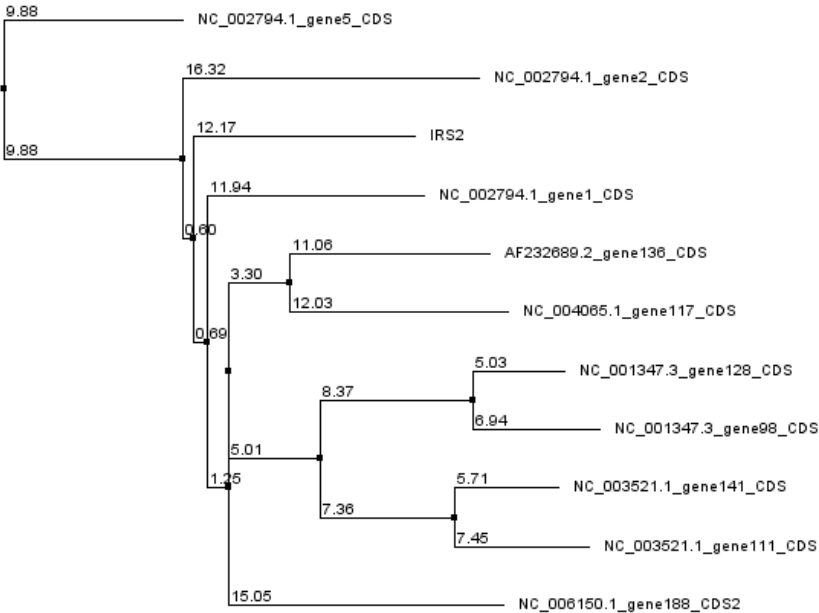 9.88 NC_002794.1_gene5_CDS
16.32 NC_002794.1_gene2_CDS
12.17 IRS2
9.88
11.94 NC_002794.1_gene1_CDS
0.60
11.06 AF232689.2_gene136_CDS
3.30
12.03 NC_004065.1_gene117_CDS
0.69
5.03 NC_001347.3_gene128_CDS
8.37
6.94 NC_001347.3_gene98_CDS
5.01
1.25
5.71 NC_003521.1_gene141_CDS
7.36
7.45 NC_003521.1_gene111_CDS
15.05 NC_006150.1_gene188_CDS2